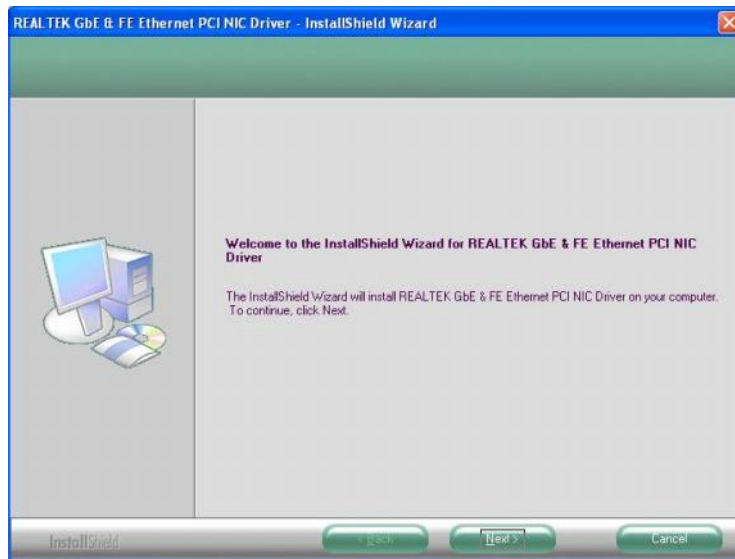 REALTEK GbE & FE Ethernet PCI NIC Driver - InstallShield Wizard
Welcome to the InstallShield Wizard for REALTEK GbE & FE Ethernet PCI NIC
Driver
The InstallShield Wizard will install REALTEK GbE & FE Ethernet PCI NIC Driver on your computer.
To continue, click Next.
InstallShield
< Back
Next >
Cancel